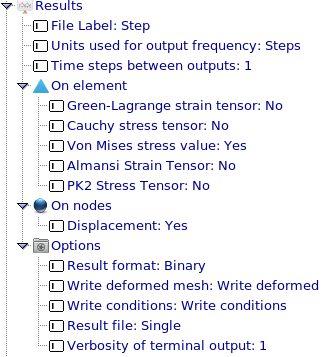 Results
File Label: Step
Units used for output frequency: Steps
Time steps between outputs: 1
On element
Green-Lagrange strain tensor: No
Cauchy stress tensor: No
Von Mises stress value: Yes
Almansi Strain Tensor: No
PK2 Stress Tensor: No
On nodes
Displacement: Yes
Options
Result format: Binary
Write deformed mesh: Write deformed
Write conditions: Write conditions
Result file: Single
Verbosity of terminal output: 1